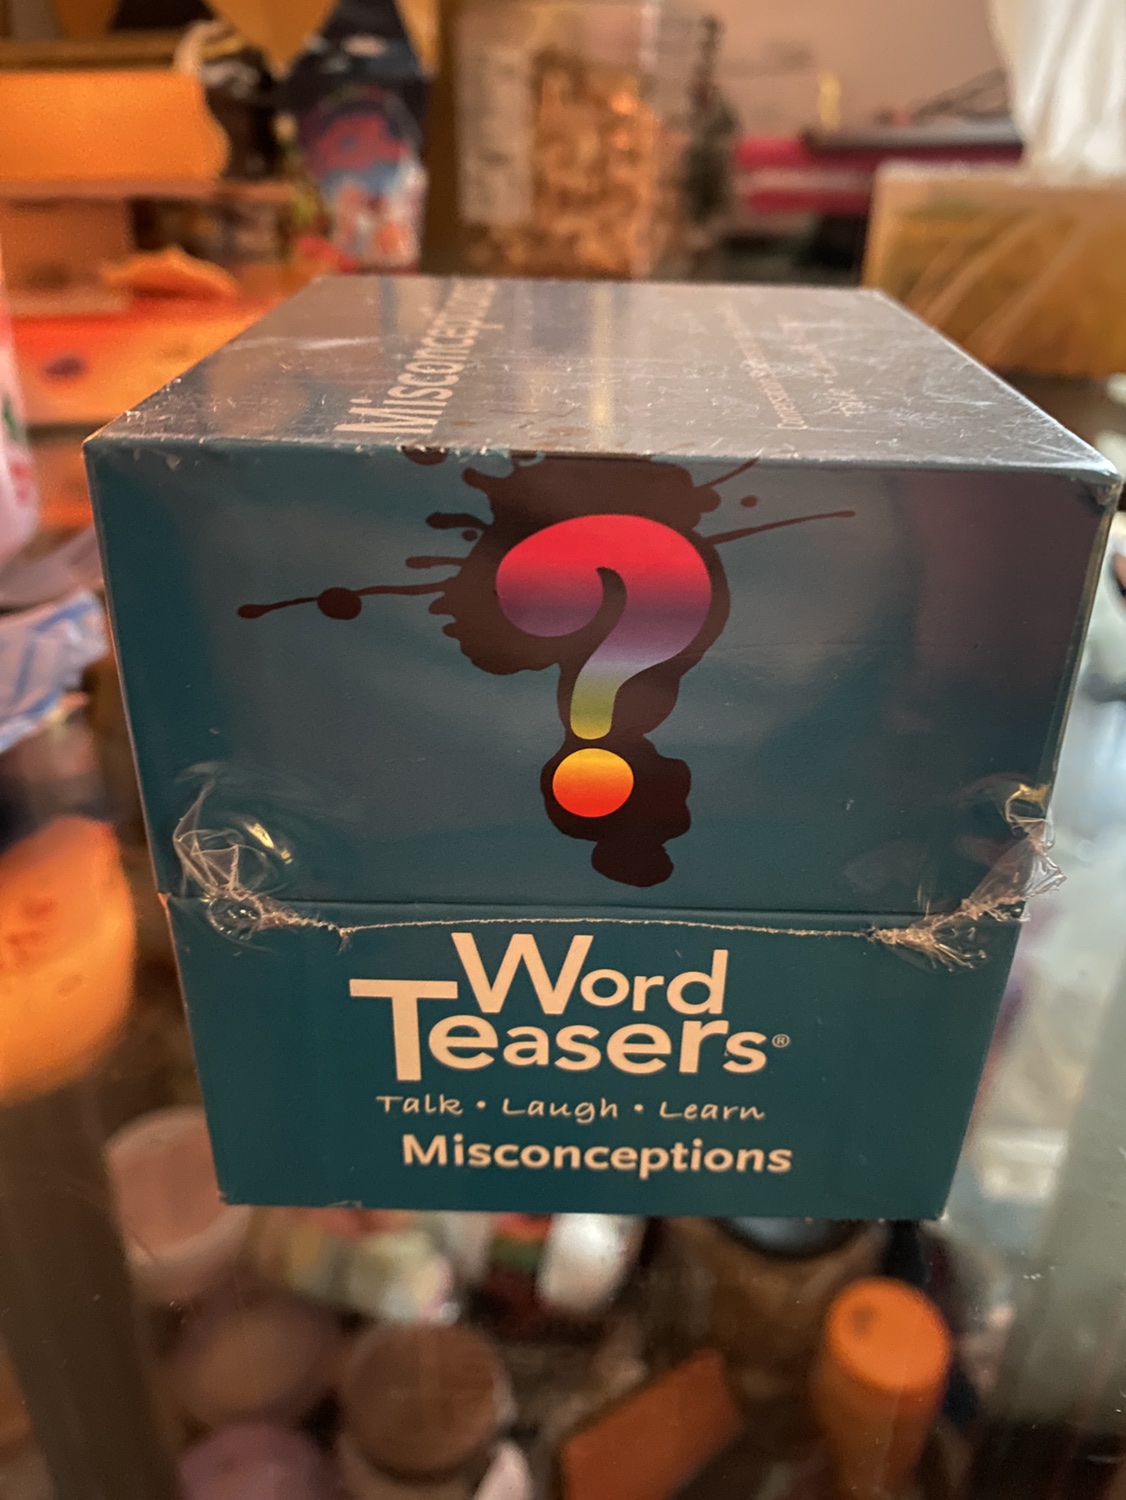 Misconceptions
Word
Teasers®
Talk • Laugh • Learn
Misconceptions